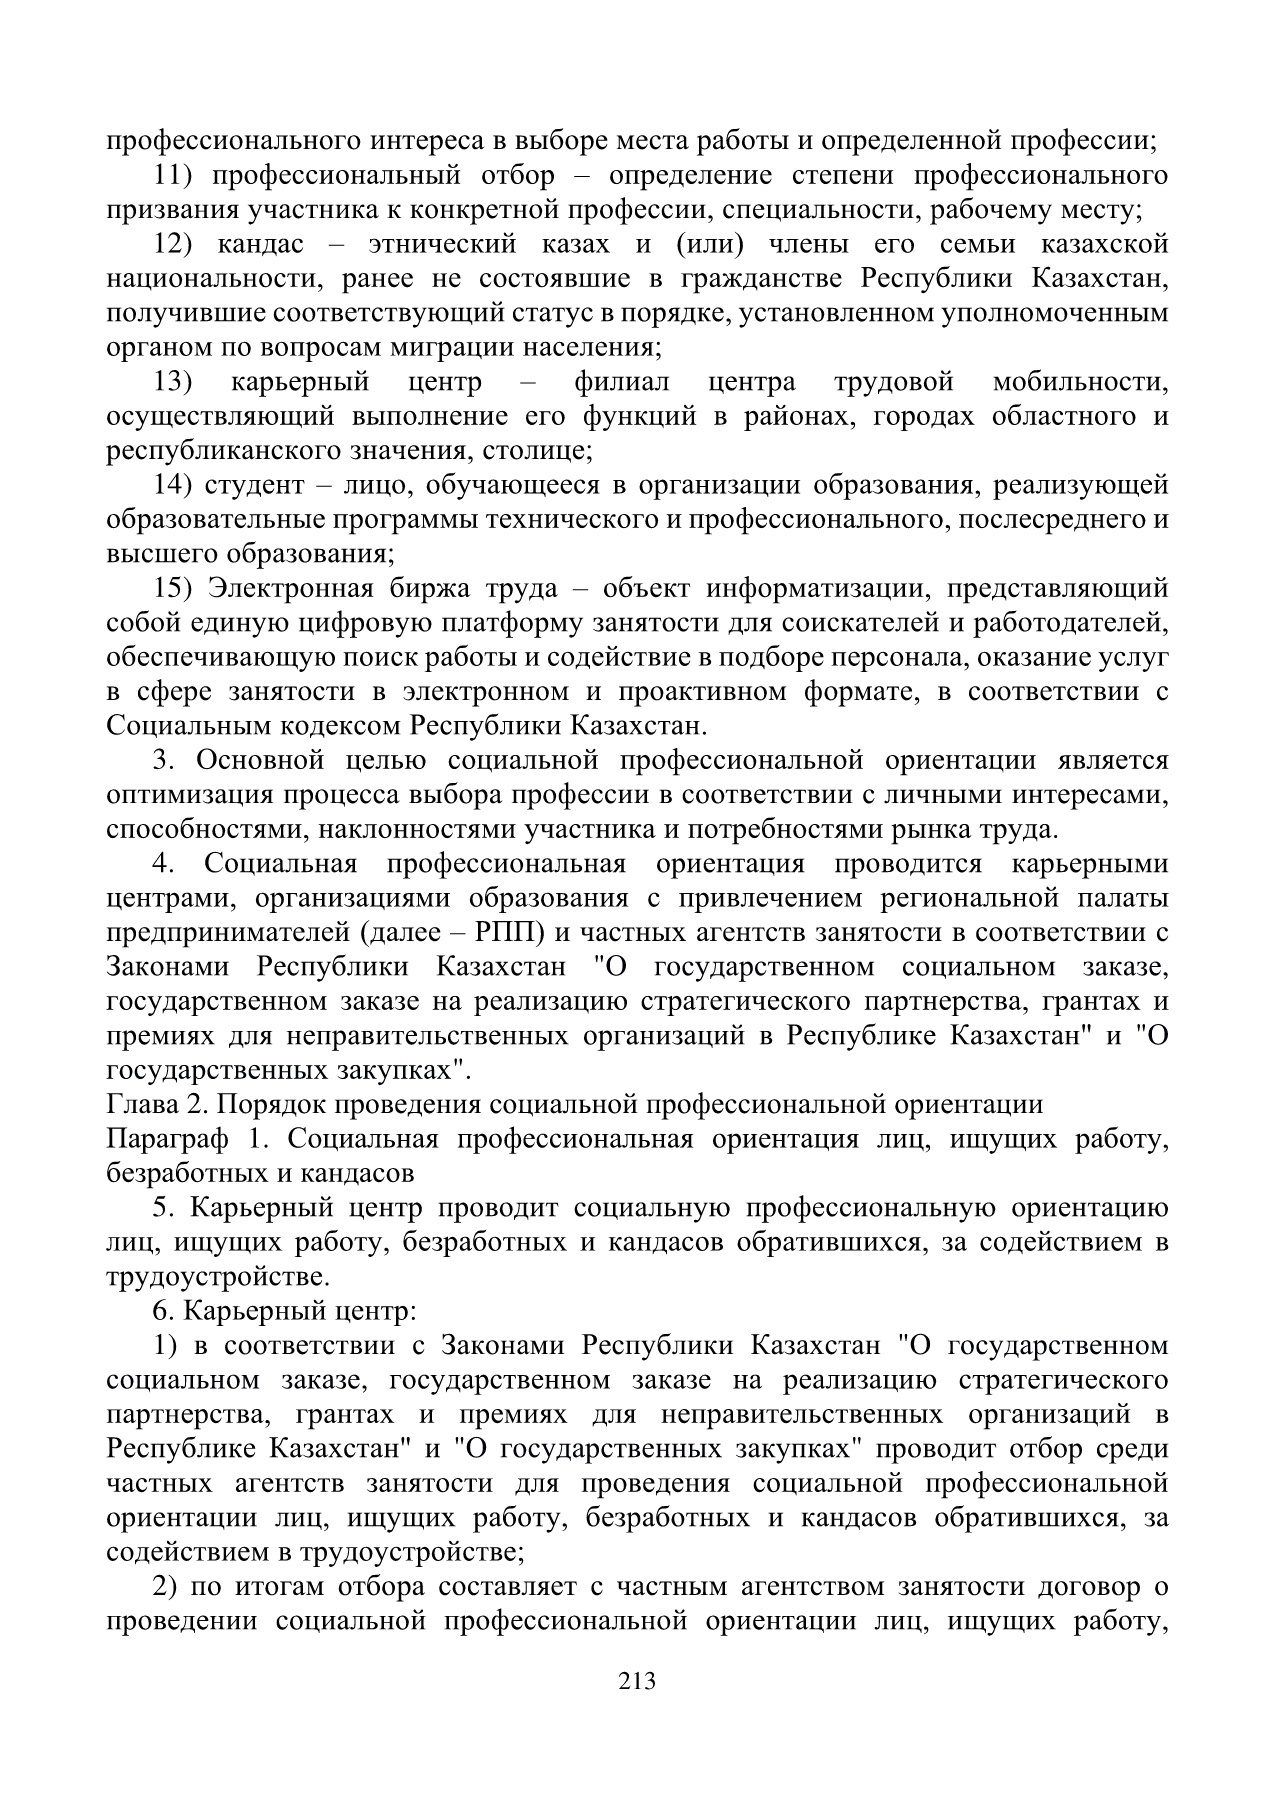 профессионального интереса в выборе места работы и определенной профессии;
11) профессиональный отбор – определение степени профессионального
призвания участника к конкретной профессии, специальности, рабочему месту;
12) кандас – этнический казах и (или) члены его семьи казахской
национальности, ранее не состоявшие в гражданстве Республики Казахстан,
получившие соответствующий статус в порядке, установленном уполномоченным
органом по вопросам миграции населения;
13) карьерный центр – филиал центра трудовой мобильности,
осуществляющий выполнение его функций в районах, городах областного и
республиканского значения, столице;
14) студент – лицо, обучающееся в организации образования, реализующей
образовательные программы технического и профессионального, послесреднего и
высшего образования;
15) Электронная биржа труда – объект информатизации, представляющий
собой единую цифровую платформу занятости для соискателей и работодателей,
обеспечивающую поиск работы и содействие в подборе персонала, оказание услуг
в сфере занятости в электронном и проактивном формате, в соответствии с
Социальным кодексом Республики Казахстан.
3. Основной целью социальной профессиональной ориентации является
оптимизация процесса выбора профессии в соответствии с личными интересами,
способностями, наклонностями участника и потребностями рынка труда.
4. Социальная профессиональная ориентация проводится карьерными
центрами, организациями образования с привлечением региональной палаты
предпринимателей (далее – РПП) и частных агентств занятости в соответствии с
Законами Республики Казахстан "О государственном социальном заказе,
государственном заказе на реализацию стратегического партнерства, грантах и
премиях для неправительственных организаций в Республике Казахстан" и "О
государственных закупках".
Глава 2. Порядок проведения социальной профессиональной ориентации
Параграф 1. Социальная профессиональная ориентация лиц, ищущих работу,
безработных и кандасов
5. Карьерный центр проводит социальную профессиональную ориентацию
лиц, ищущих работу, безработных и кандасов обратившихся, за содействием в
трудоустройстве.
6. Карьерный центр:
1) в соответствии с Законами Республики Казахстан "О государственном
социальном заказе, государственном заказе на реализацию стратегического
партнерства, грантах и премиях для неправительственных организаций в
Республике Казахстан" и "О государственных закупках" проводит отбор среди
частных агентств занятости для проведения социальной профессиональной
ориентации лиц, ищущих работу, безработных и кандасов обратившихся, за
содействием в трудоустройстве;
2) по итогам отбора составляет с частным агентством занятости договор о
проведении социальной профессиональной ориентации лиц, ищущих работу,
213